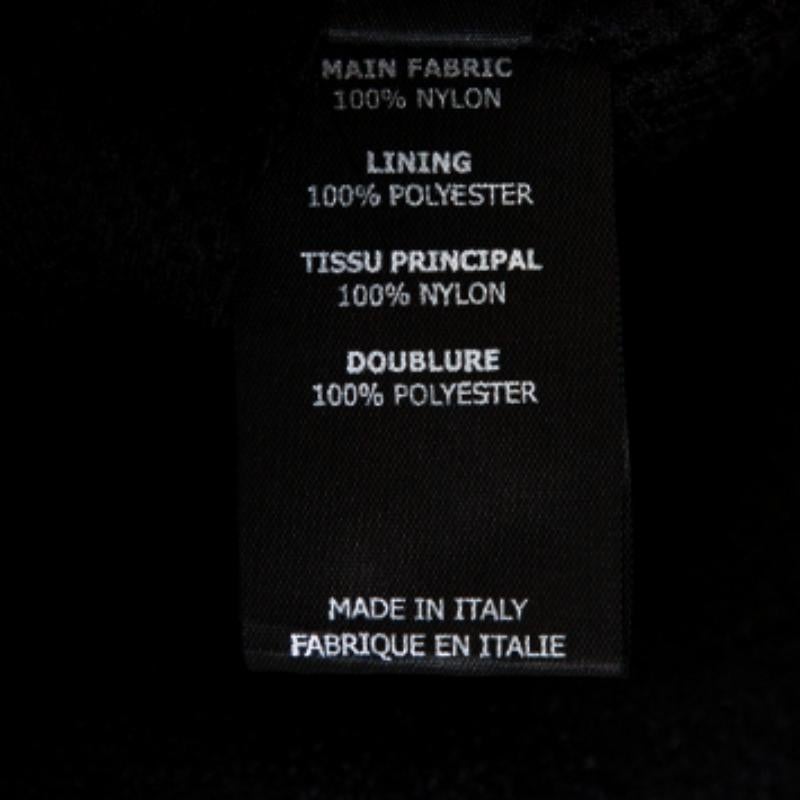 MAIN FABRIC
100% NYLON
LINING
100% POLYESTER
TISSU PRINCIPAL
100% NYLON
DOUBLURE
100% POLYESTER
MADE IN ITALY
FABRIQUE EN ITALIE